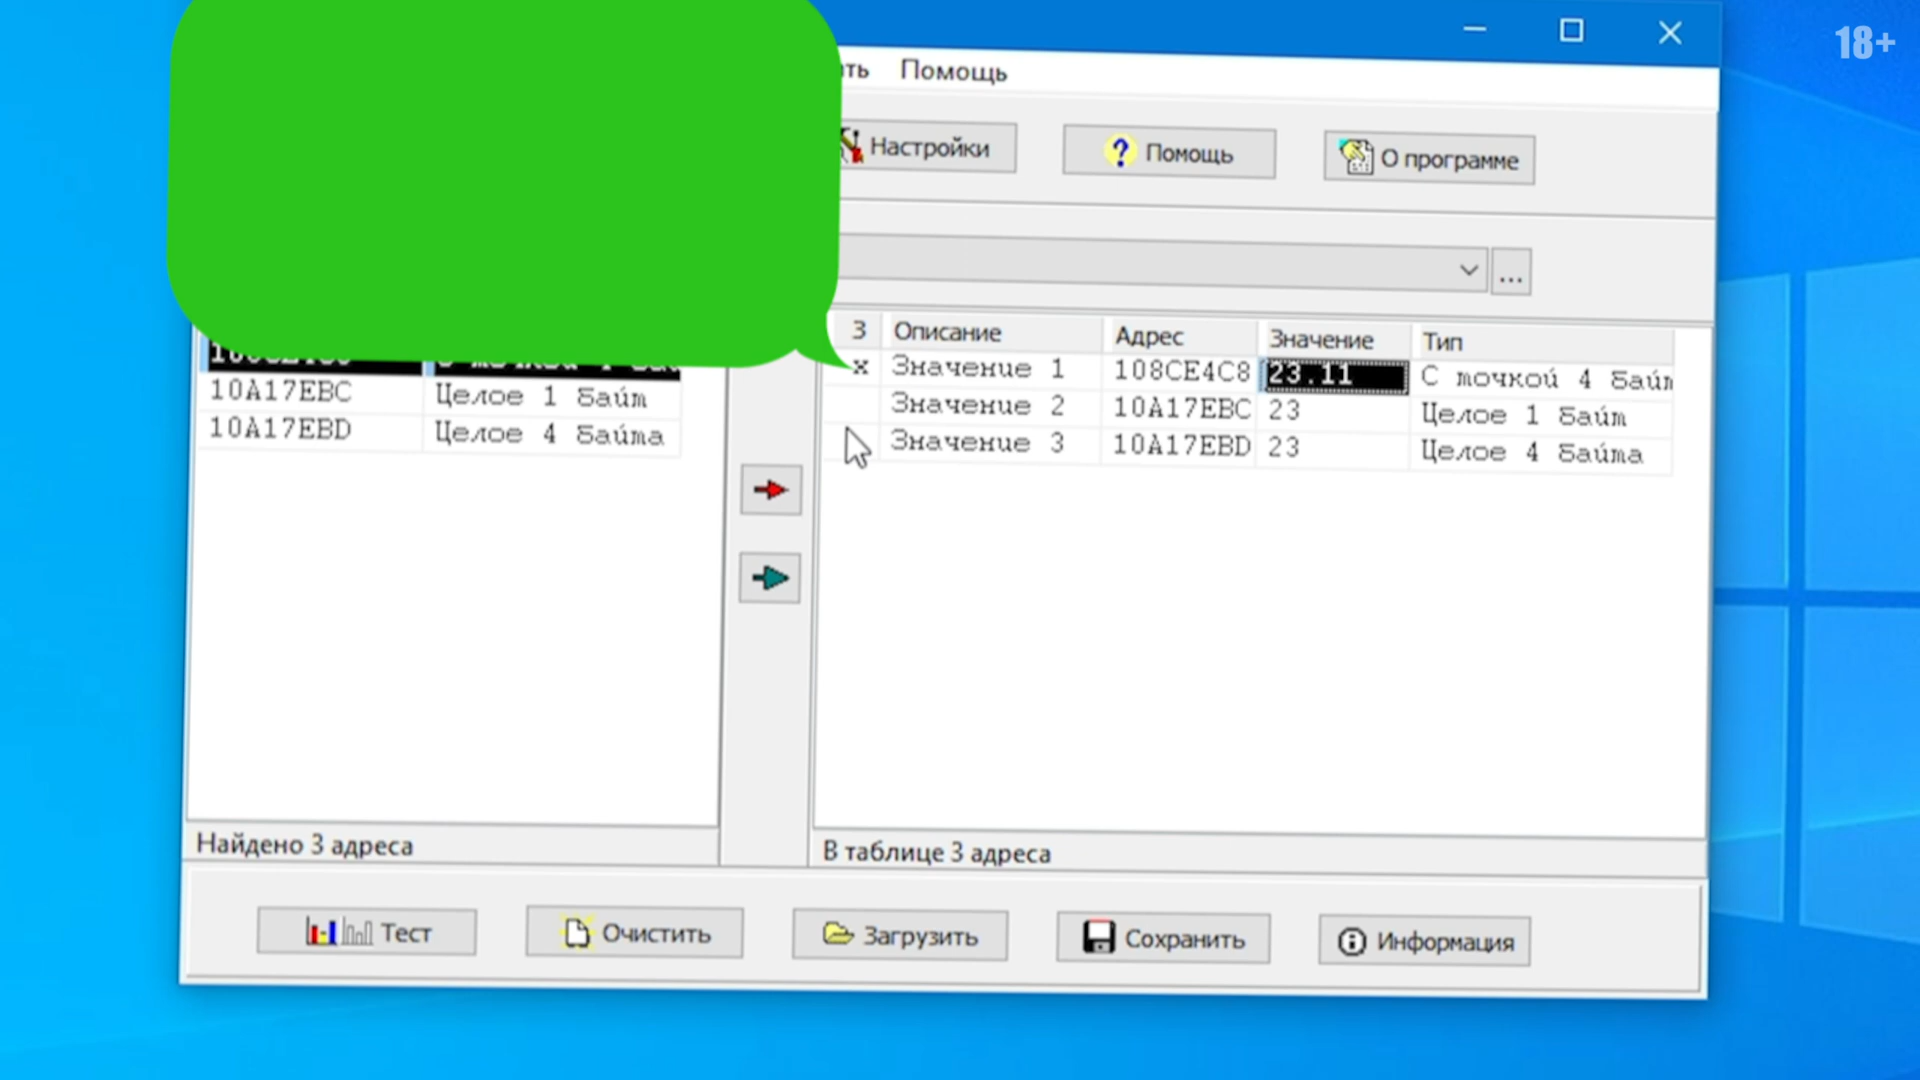 18+
Помощь
Настройки
Помощь
О программе
...
З Описание Адрес Значение Тип
x Значение 1 108CE4C8 23.11 С точкой 4 байт
Значение 2 10A17EBC 23 Целое 1 байт
Значение 3 10A17EBD 23 Целое 4 байта
10A17EBC Целое 1 байт
10A17EBD Целое 4 байта
Найдено 3 адреса
В таблице 3 адреса
Тест
Очистить
Загрузить
Сохранить
Информация